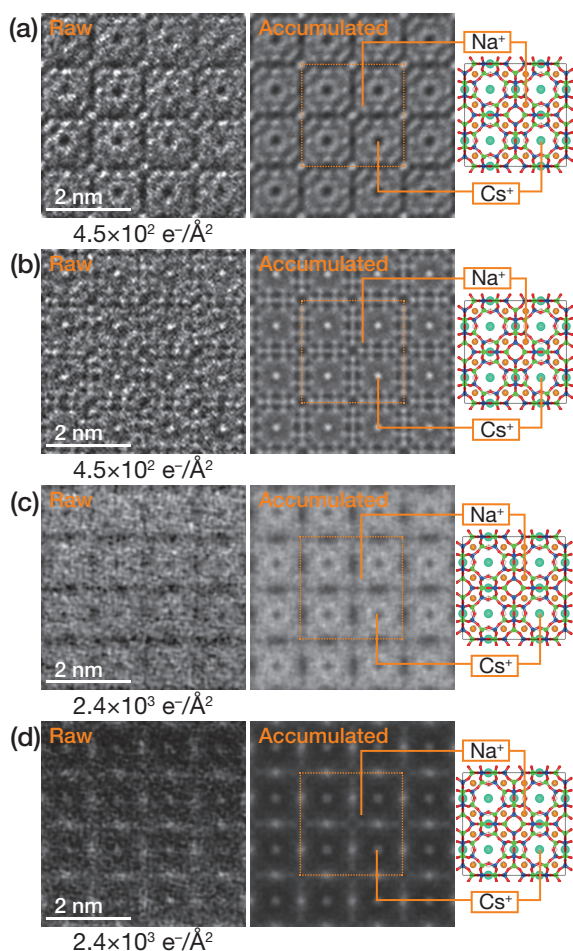 (a) Raw Accumulated Na⁺
Cs⁺
2 nm
4.5×10² e⁻/Å²
(b) Raw Accumulated Na⁺
Cs⁺
2 nm
4.5×10² e⁻/Å²
(c) Raw Accumulated Na⁺
Cs⁺
2 nm
2.4×10³ e⁻/Å²
(d) Raw Accumulated Na⁺
Cs⁺
2 nm
2.4×10³ e⁻/Å²